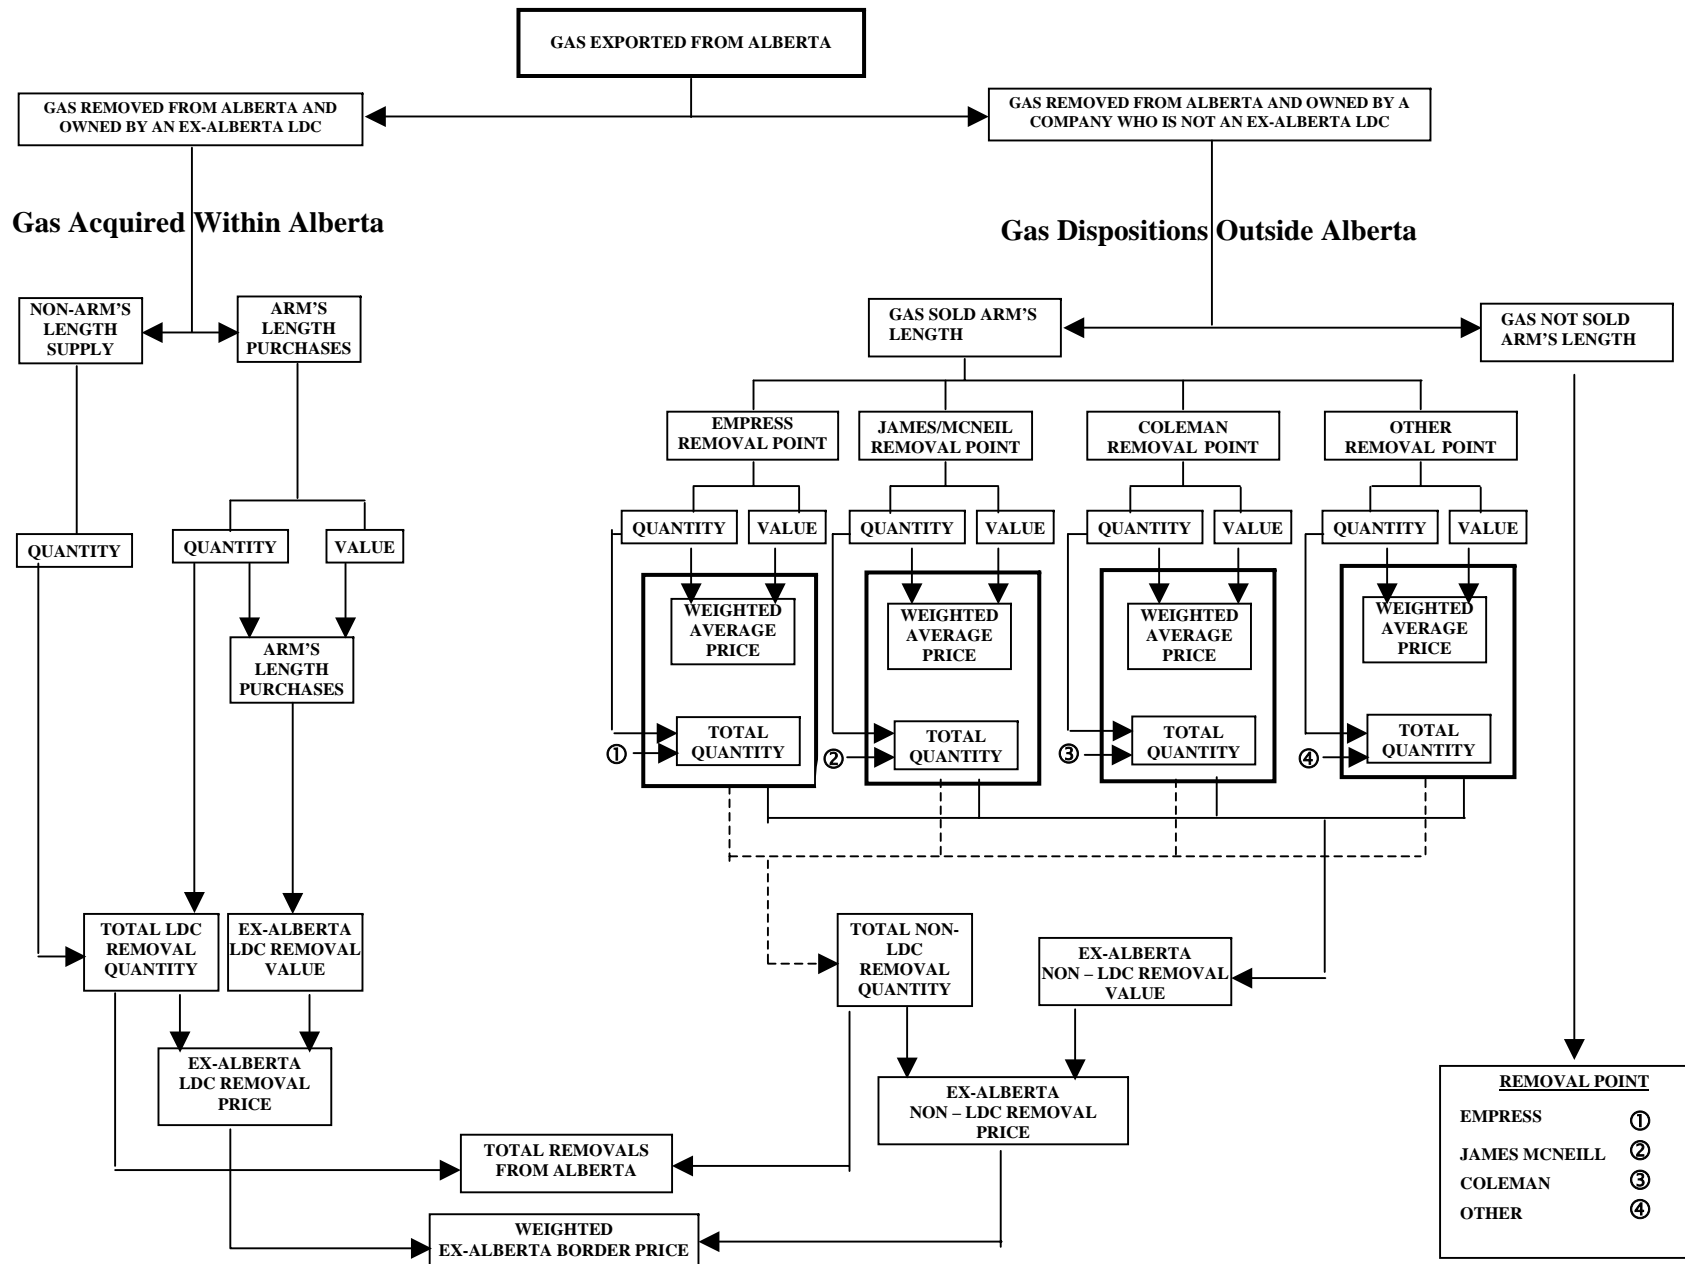 GAS EXPORTED FROM ALBERTA
GAS REMOVED FROM ALBERTA AND
OWNED BY AN EX-ALBERTA LDC
GAS REMOVED FROM ALBERTA AND OWNED BY A
COMPANY WHO IS NOT AN EX-ALBERTA LDC
Gas Acquired Within Alberta
Gas Dispositions Outside Alberta
NON-ARM'S
LENGTH
SUPPLY
ARM'S
LENGTH
PURCHASES
GAS SOLD ARM'S
LENGTH
GAS NOT SOLD
ARM'S LENGTH
EMPRESS
REMOVAL POINT
JAMES/MCNEIL
REMOVAL POINT
COLEMAN
REMOVAL POINT
OTHER
REMOVAL POINT
QUANTITY
QUANTITY
VALUE
QUANTITY
VALUE
QUANTITY
VALUE
QUANTITY
VALUE
QUANTITY
VALUE
ARM'S
LENGTH
PURCHASES
WEIGHTED
AVERAGE
PRICE
WEIGHTED
AVERAGE
PRICE
WEIGHTED
AVERAGE
PRICE
WEIGHTED
AVERAGE
PRICE
①
TOTAL
QUANTITY
②
TOTAL
QUANTITY
③
TOTAL
QUANTITY
④
TOTAL
QUANTITY
TOTAL LDC
REMOVAL
QUANTITY
EX-ALBERTA
LDC REMOVAL
VALUE
TOTAL NON-
LDC
REMOVAL
QUANTITY
EX-ALBERTA
NON – LDC REMOVAL
VALUE
EX-ALBERTA
LDC REMOVAL
PRICE
EX-ALBERTA
NON – LDC REMOVAL
PRICE
TOTAL REMOVALS
FROM ALBERTA
WEIGHTED
EX-ALBERTA BORDER PRICE
REMOVAL POINT
EMPRESS ①
JAMES MCNEILL ②
COLEMAN ③
OTHER ④